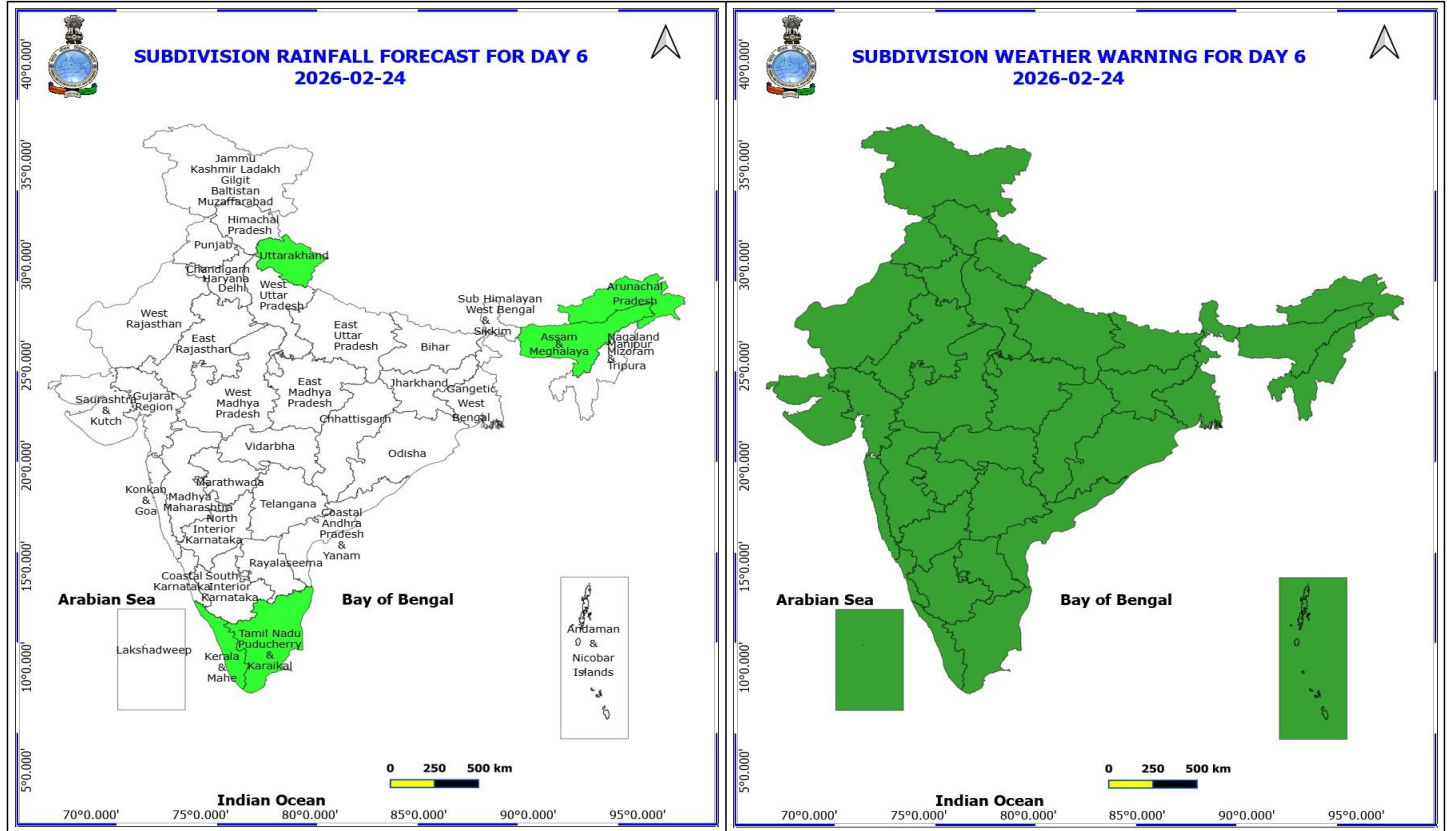 SUBDIVISION RAINFALL FORECAST FOR DAY 6
2026-02-24
40°0.000'
35°0.000'
30°0.000'
25°0.000'
20°0.000'
15°0.000'
10°0.000'
5°0.000'
Jammu
Kashmir Ladakh
Gilgit
Baltistan
Muzaffarabad
Himachal
Pradesh
Punjab
Uttarakhand
Chandigarh
Haryana
Delhi
West
Uttar
Pradesh
Arunachal
Pradesh
Sub Himalayan
West Bengal
&
Sikkim
West
Rajasthan
East
Rajasthan
East
Uttar
Pradesh
Bihar
Assam
&
Meghalaya
Nagaland
Manipur
Mizoram
&
Tripura
Saurashtra
&
Kutch
Gujarat
Region
West
Madhya
Pradesh
East
Madhya
Pradesh
Jharkhand
Gangetic
West
Bengal
Chhattisgarh
Vidarbha
Odisha
Konkan
&
Goa
Marathwada
Madhya
Maharashtra
Telangana
North
Interior
Karnataka
Coastal
Andhra
Pradesh
&
Yanam
Rayalaseema
Coastal
Karnataka
South
Interior
Karnataka
Arabian Sea
Bay of Bengal
Lakshadweep
Kerala
&
Mahe
Tamil Nadu
Puducherry
&
Karaikal
Andaman
&
Nicobar
Islands
0 250 500 km
Indian Ocean
70°0.000' 75°0.000' 80°0.000' 85°0.000' 90°0.000' 95°0.000'
SUBDIVISION WEATHER WARNING FOR DAY 6
2026-02-24
40°0.000'
35°0.000'
30°0.000'
25°0.000'
20°0.000'
15°0.000'
10°0.000'
5°0.000'
Arabian Sea
Bay of Bengal
0 250 500 km
Indian Ocean
70°0.000' 75°0.000' 80°0.000' 85°0.000' 90°0.000' 95°0.000'